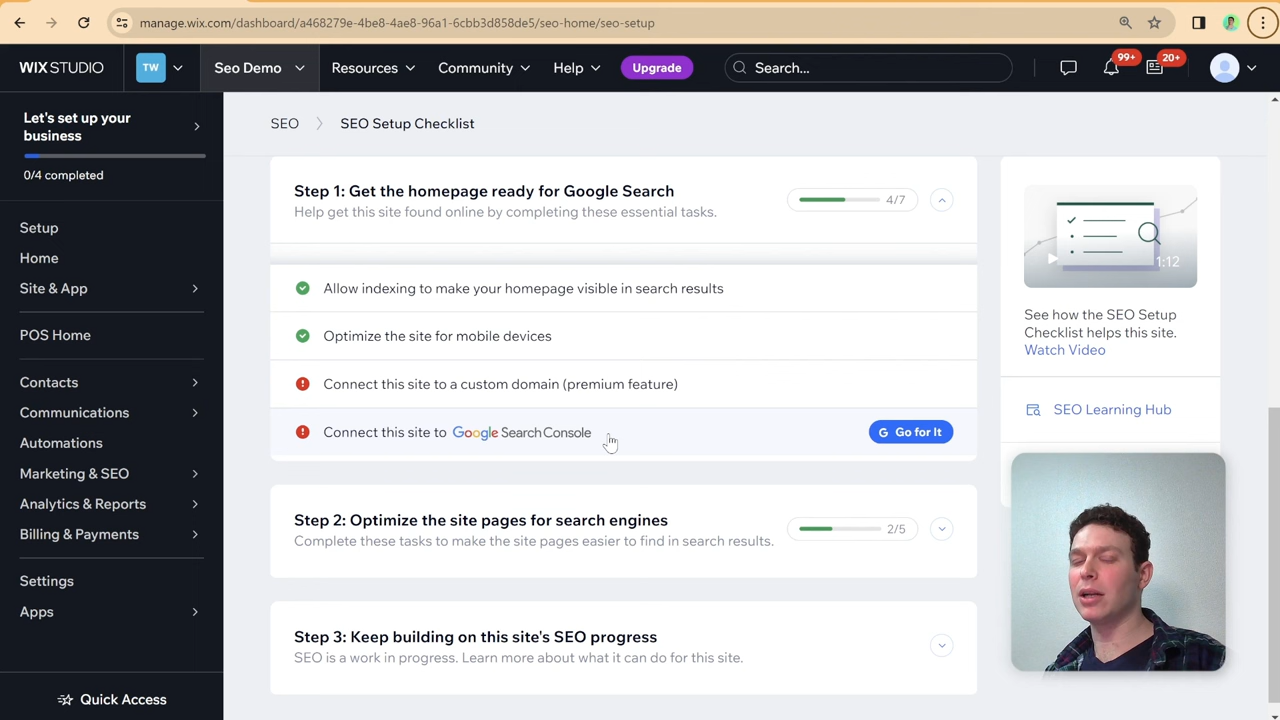 manage.wix.com/dashboard/a468279e-4be8-4ae8-96a1-6cbb3d858de5/seo-home/seo-setup
WIX STUDIO
TW
Seo Demo
Resources
Community
Help
Upgrade
Search...
99+
20+
Let's set up your
business
0/4 completed
Setup
Home
Site & App
POS Home
Contacts
Communications
Automations
Marketing & SEO
Analytics & Reports
Billing & Payments
Settings
Apps
Quick Access
SEO
SEO Setup Checklist
Step 1: Get the homepage ready for Google Search
Help get this site found online by completing these essential tasks.
4/7
Allow indexing to make your homepage visible in search results
Optimize the site for mobile devices
Connect this site to a custom domain (premium feature)
Connect this site to Google Search Console
G Go for It
Step 2: Optimize the site pages for search engines
Complete these tasks to make the site pages easier to find in search results.
2/5
Step 3: Keep building on this site's SEO progress
SEO is a work in progress. Learn more about what it can do for this site.
1:12
See how the SEO Setup
Checklist helps this site.
Watch Video
SEO Learning Hub